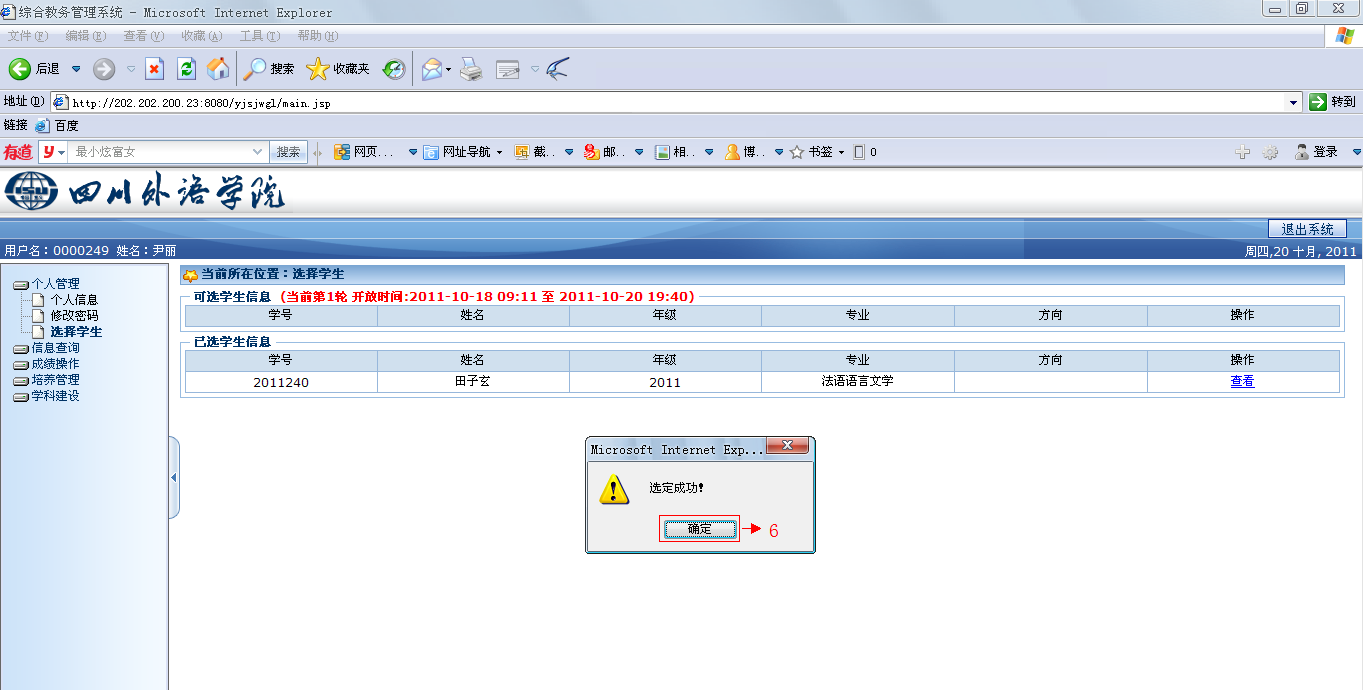 综合教务管理系统 - Microsoft Internet Explorer
文件(F) 编辑(E) 查看(V) 收藏(A) 工具(T) 帮助(H)
后退 搜索 收藏夹
地址(D) http://202.202.200.23:8080/yjsjwgl/main.jsp 转到
链接 百度
有道 y 最小炫富女 搜索 网页... 网址导航 截.. 邮.. 相.. 博.. 书签 0 登录
四川外语学院
退出系统
用户名：0000249 姓名：尹丽 周四,20 十月, 2011
个人管理
个人信息
修改密码
选择学生
信息查询
成绩操作
培养管理
学科建设
当前所在位置：选择学生
可选学生信息 (当前第1轮 开放时间:2011-10-18 09:11 至 2011-10-20 19:40)
学号 姓名 年级 专业 方向 操作
已选学生信息
学号 姓名 年级 专业 方向 操作
2011240 田子玄 2011 法语语言文学 查看
Microsoft Internet Exp...
选定成功!
确定 6